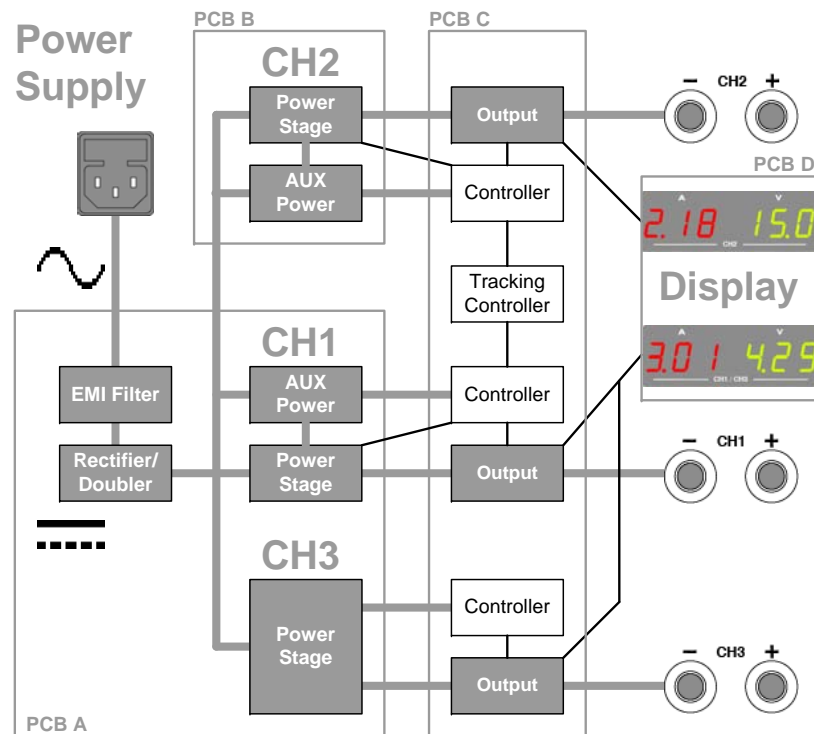 Power
Supply
PCB B
CH2
Power
Stage
AUX
Power
PCB C
Output
Controller
Tracking
Controller
Controller
Output
Controller
Output
− CH2 +
PCB D
A V
2.18 15.0
CH2
Display
A V
3.01 4.25
CH1 / CH3
− CH1 +
− CH3 +
EMI Filter
Rectifier/
Doubler
CH1
AUX
Power
Power
Stage
CH3
Power
Stage
PCB A